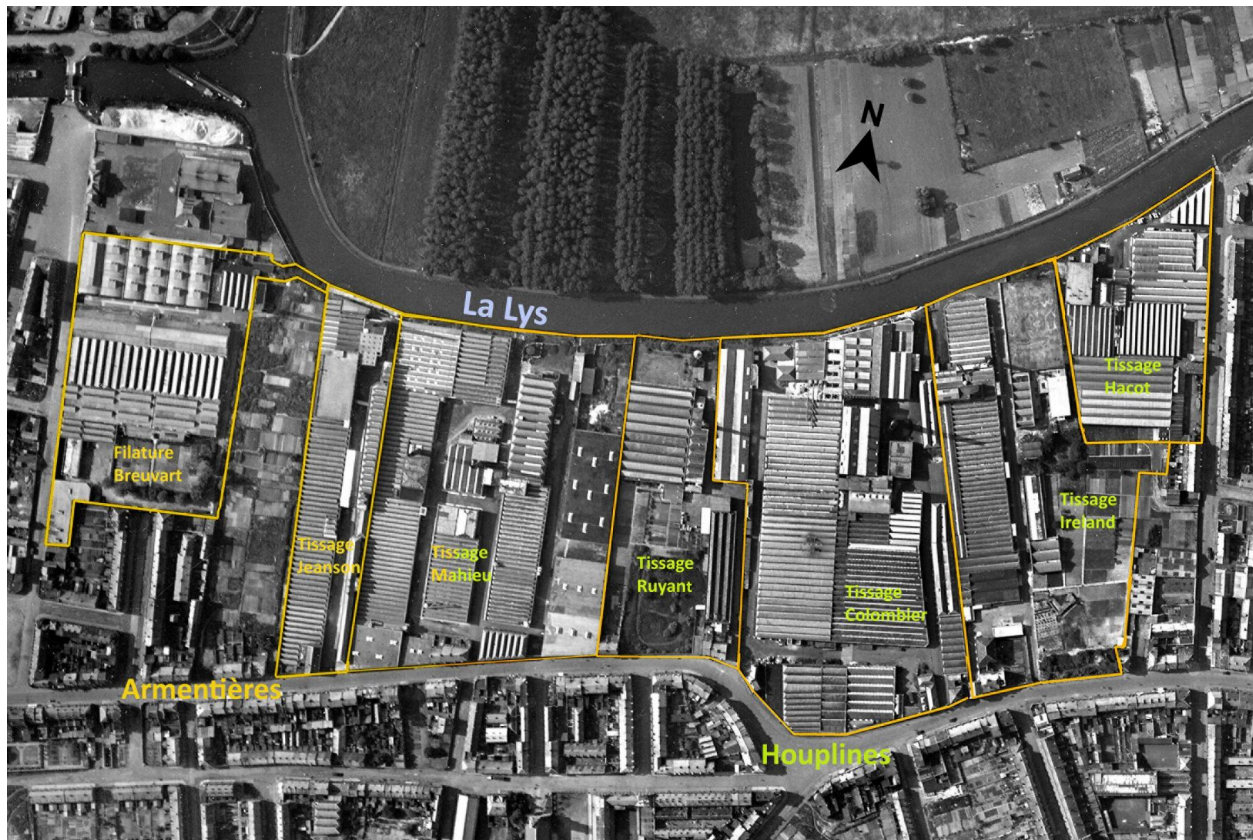 N
La Lys
Tissage
Hacot
Filature
Breuvart
Tissage
Jeanson
Tissage
Mahieu
Tissage
Ruyant
Tissage
Colombier
Tissage
Ireland
Armentières
Houplines